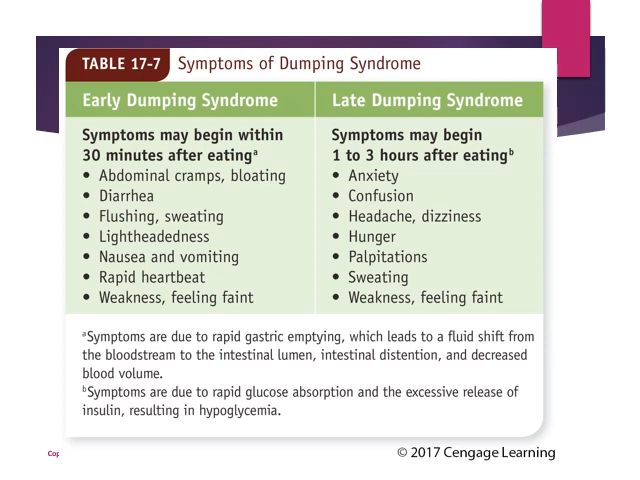 TABLE 17-7 Symptoms of Dumping Syndrome
Early Dumping Syndrome
Symptoms may begin within
30 minutes after eatingᵃ
• Abdominal cramps, bloating
• Diarrhea
• Flushing, sweating
• Lightheadedness
• Nausea and vomiting
• Rapid heartbeat
• Weakness, feeling faint
Late Dumping Syndrome
Symptoms may begin
1 to 3 hours after eatingᵇ
• Anxiety
• Confusion
• Headache, dizziness
• Hunger
• Palpitations
• Sweating
• Weakness, feeling faint
ᵃSymptoms are due to rapid gastric emptying, which leads to a fluid shift from
the bloodstream to the intestinal lumen, intestinal distention, and decreased
blood volume.
ᵇSymptoms are due to rapid glucose absorption and the excessive release of
insulin, resulting in hypoglycemia.
Cop
© 2017 Cengage Learning